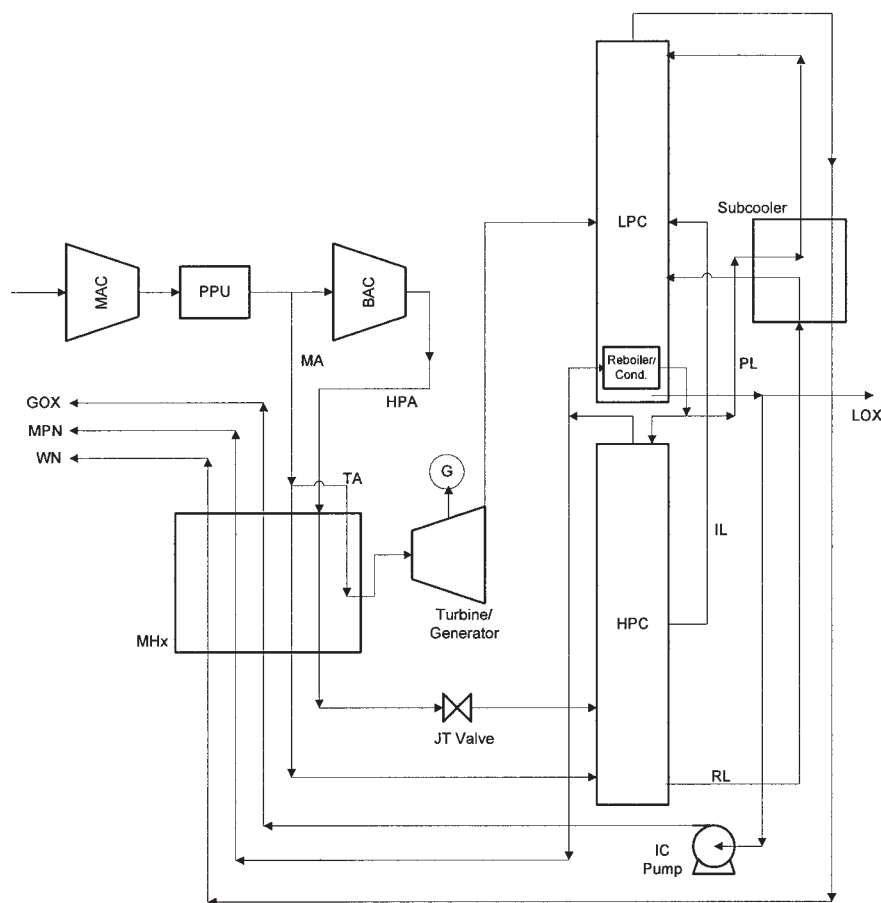 LPC
Subcooler
MAC
PPU
BAC
MA
HPA
Reboiler/
Cond.
PL
GOX
LOX
MPN
WN
TA
G
IL
Turbine/
Generator
MHx
HPC
JT Valve
RL
IC
Pump